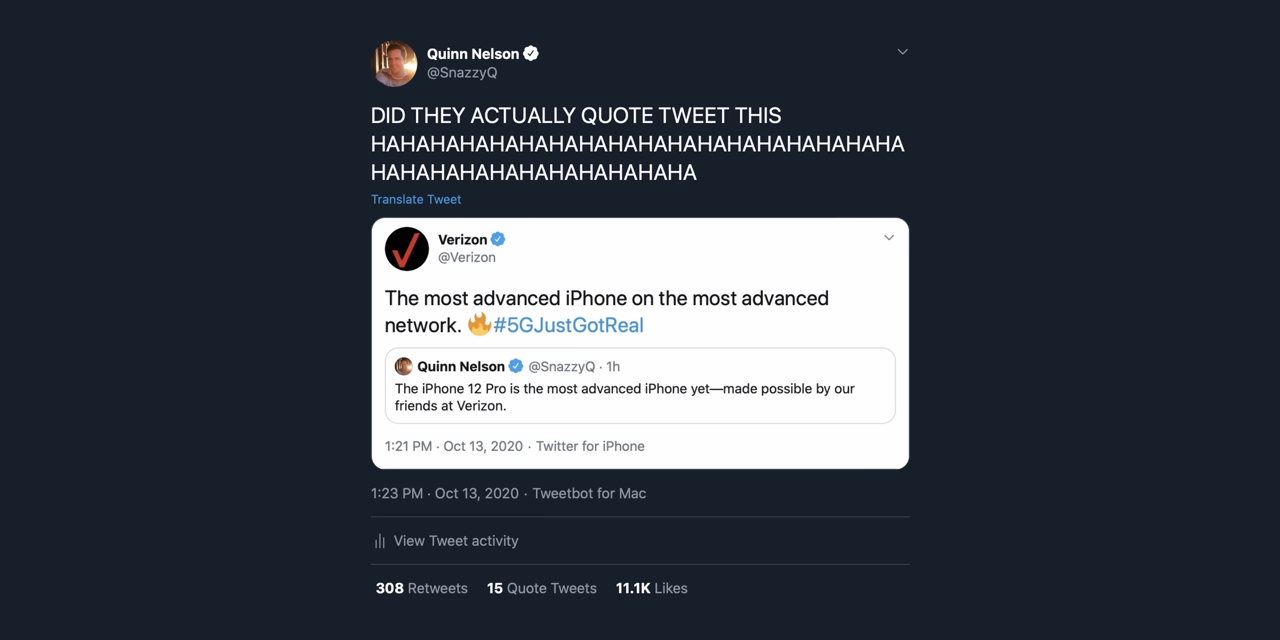 Quinn Nelson
@SnazzyQ
DID THEY ACTUALLY QUOTE TWEET THIS
HAHAHAHAHAHAHAHAHAHAHAHAHAHAHAHAHAHA
HAHAHAHAHAHAHAHAHAHAHA
Translate Tweet
Verizon
@Verizon
The most advanced iPhone on the most advanced
network. 🔥#5GJustGotReal
Quinn Nelson @SnazzyQ · 1h
The iPhone 12 Pro is the most advanced iPhone yet—made possible by our
friends at Verizon.
1:21 PM · Oct 13, 2020 · Twitter for iPhone
1:23 PM · Oct 13, 2020 · Tweetbot for Mac
View Tweet activity
308 Retweets 15 Quote Tweets 11.1K Likes